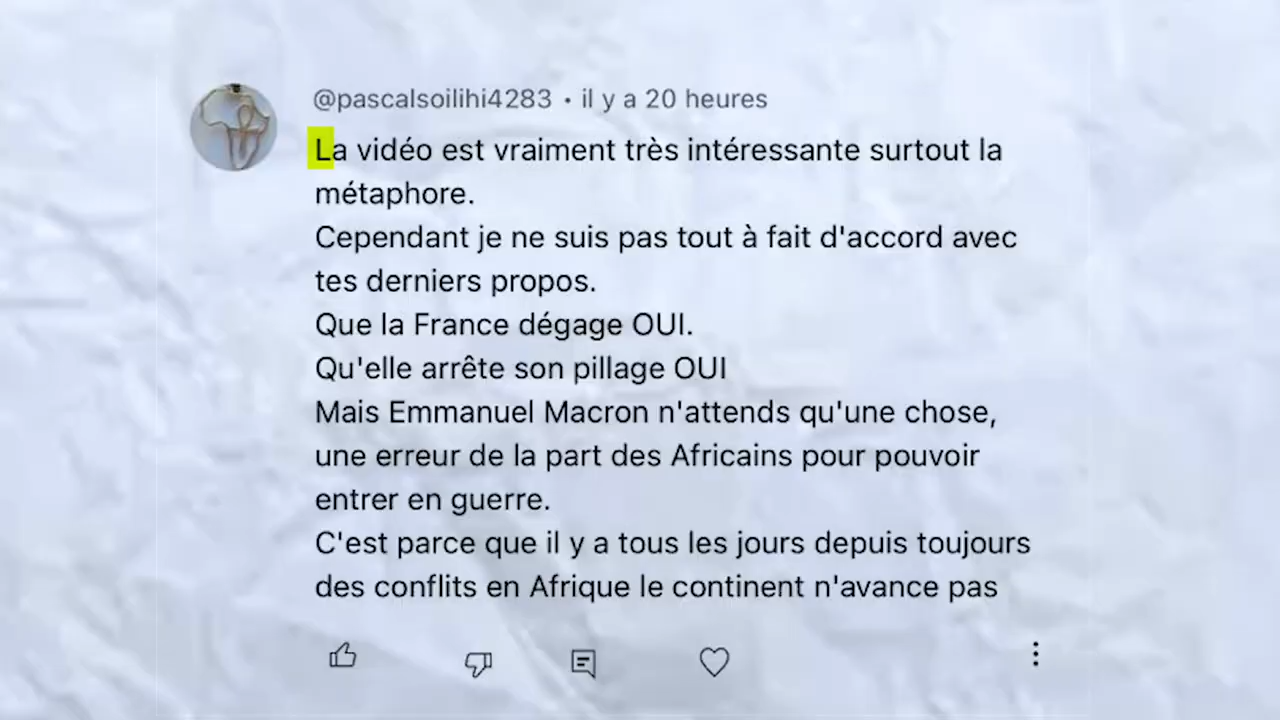 @pascalsoilihi4283 • il y a 20 heures
La vidéo est vraiment très intéressante surtout la
métaphore.
Cependant je ne suis pas tout à fait d'accord avec
tes derniers propos.
Que la France dégage OUI.
Qu'elle arrête son pillage OUI
Mais Emmanuel Macron n'attends qu'une chose,
une erreur de la part des Africains pour pouvoir
entrer en guerre.
C'est parce que il y a tous les jours depuis toujours
des conflits en Afrique le continent n'avance pas